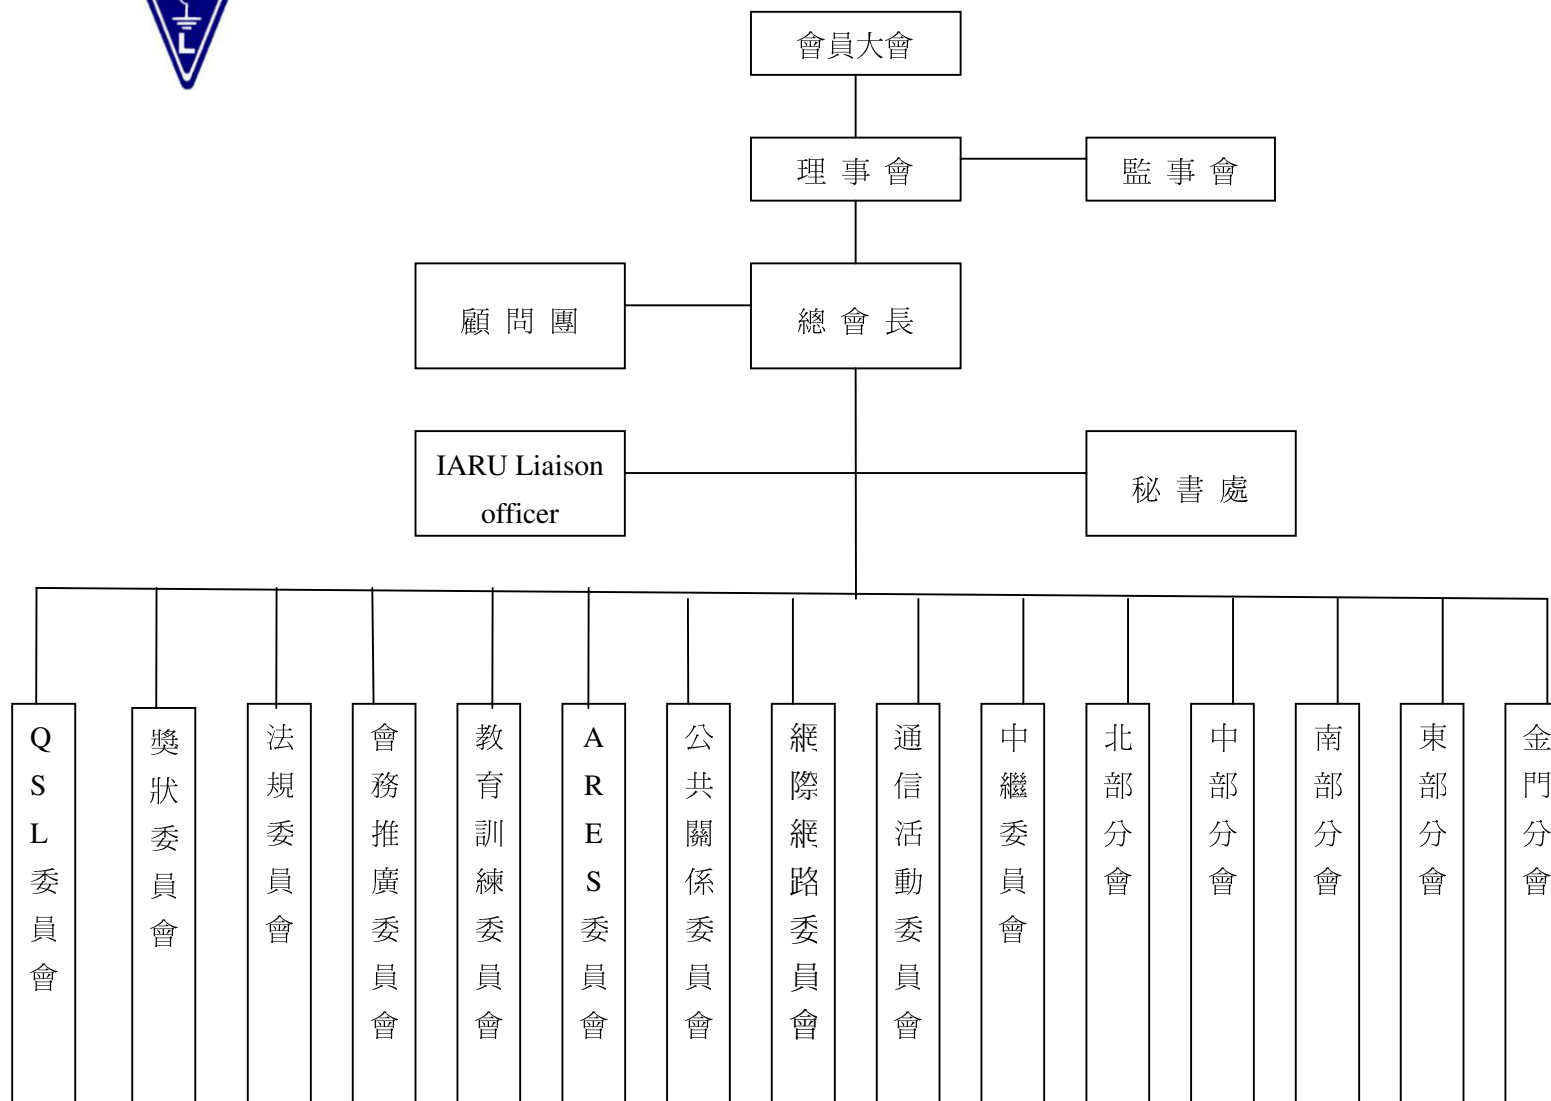 L
會員大會
理事會
監事會
顧問團
總會長
IARU Liaison
officer
秘書處
QSL委員會
獎狀委員會
法規委員會
會務推廣委員會
教育訓練委員會
ARES委員會
公共關係委員會
網際網路委員會
通信活動委員會
中繼委員會
北部分會
中部分會
南部分會
東部分會
金門分會